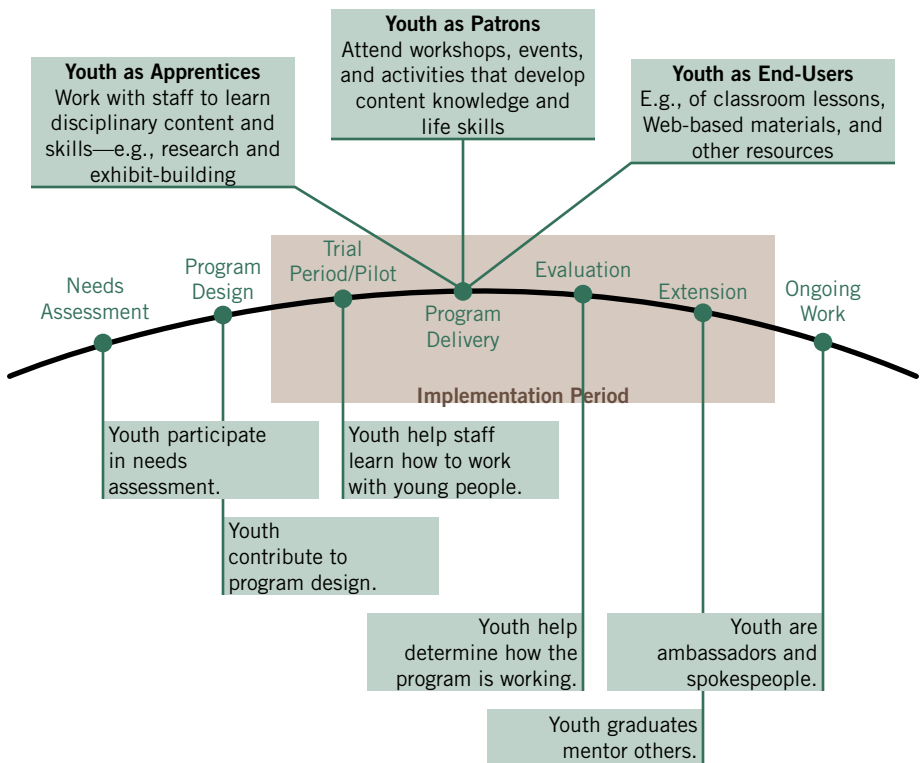 Youth as Patrons
Attend workshops, events,
and activities that develop
content knowledge and
life skills
Youth as Apprentices
Work with staff to learn
disciplinary content and
skills—e.g., research and
exhibit-building
Youth as End-Users
E.g., of classroom lessons,
Web-based materials, and
other resources
Needs
Assessment
Program
Design
Trial
Period/Pilot
Program
Delivery
Evaluation
Extension
Ongoing
Work
Implementation Period
Youth participate
in needs
assessment.
Youth help staff
learn how to work
with young people.
Youth
contribute to
program design.
Youth help
determine how the
program is working.
Youth are
ambassadors and
spokespeople.
Youth graduates
mentor others.